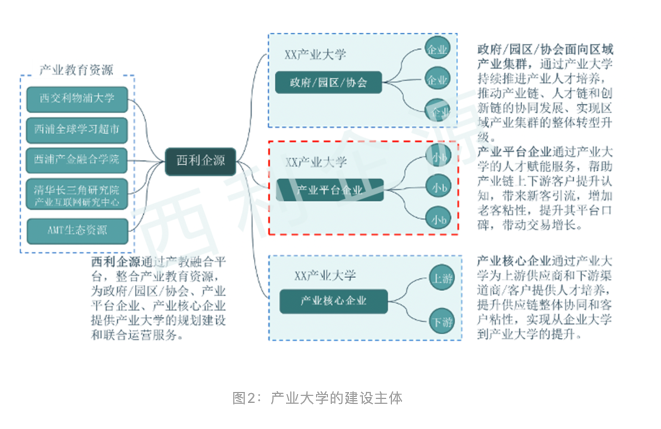 产业教育资源
西交利物浦大学
西浦全球学习超市
西浦产金融合学院
清华长三角研究院
产业互联网研究中心
AMT生态资源
西利企源
西利企源通过产教融合平
台，整合产业教育资源，
为政府/园区/协会、产业
平台企业、产业核心企业
提供产业大学的规划建设
和联合运营服务。
XX产业大学
政府/园区/协会
企业
企业
产业
XX产业大学
产业平台企业
小b
小b
小b
XX产业大学
产业核心企业
上游
下游
政府/园区/协会面向区域
产业集群，通过产业大学
持续推进产业人才培养，
推动产业链、人才链和创
新链的协同发展、实现区
域产业集群的整体转型升
级。
产业平台企业通过产业大
学的人才赋能服务，帮助
产业链上下游客户提升认
知，带来新客引流，增加
老客粘性，提升其平台口
碑，带动交易增长。
产业核心企业通过产业大
学为上游供应商和下游渠
道商/客户提供人才培养，
提升供应链整体协同和客
户粘性，实现从企业大学
到产业大学的提升。
西利企源
图2：产业大学的建设主体